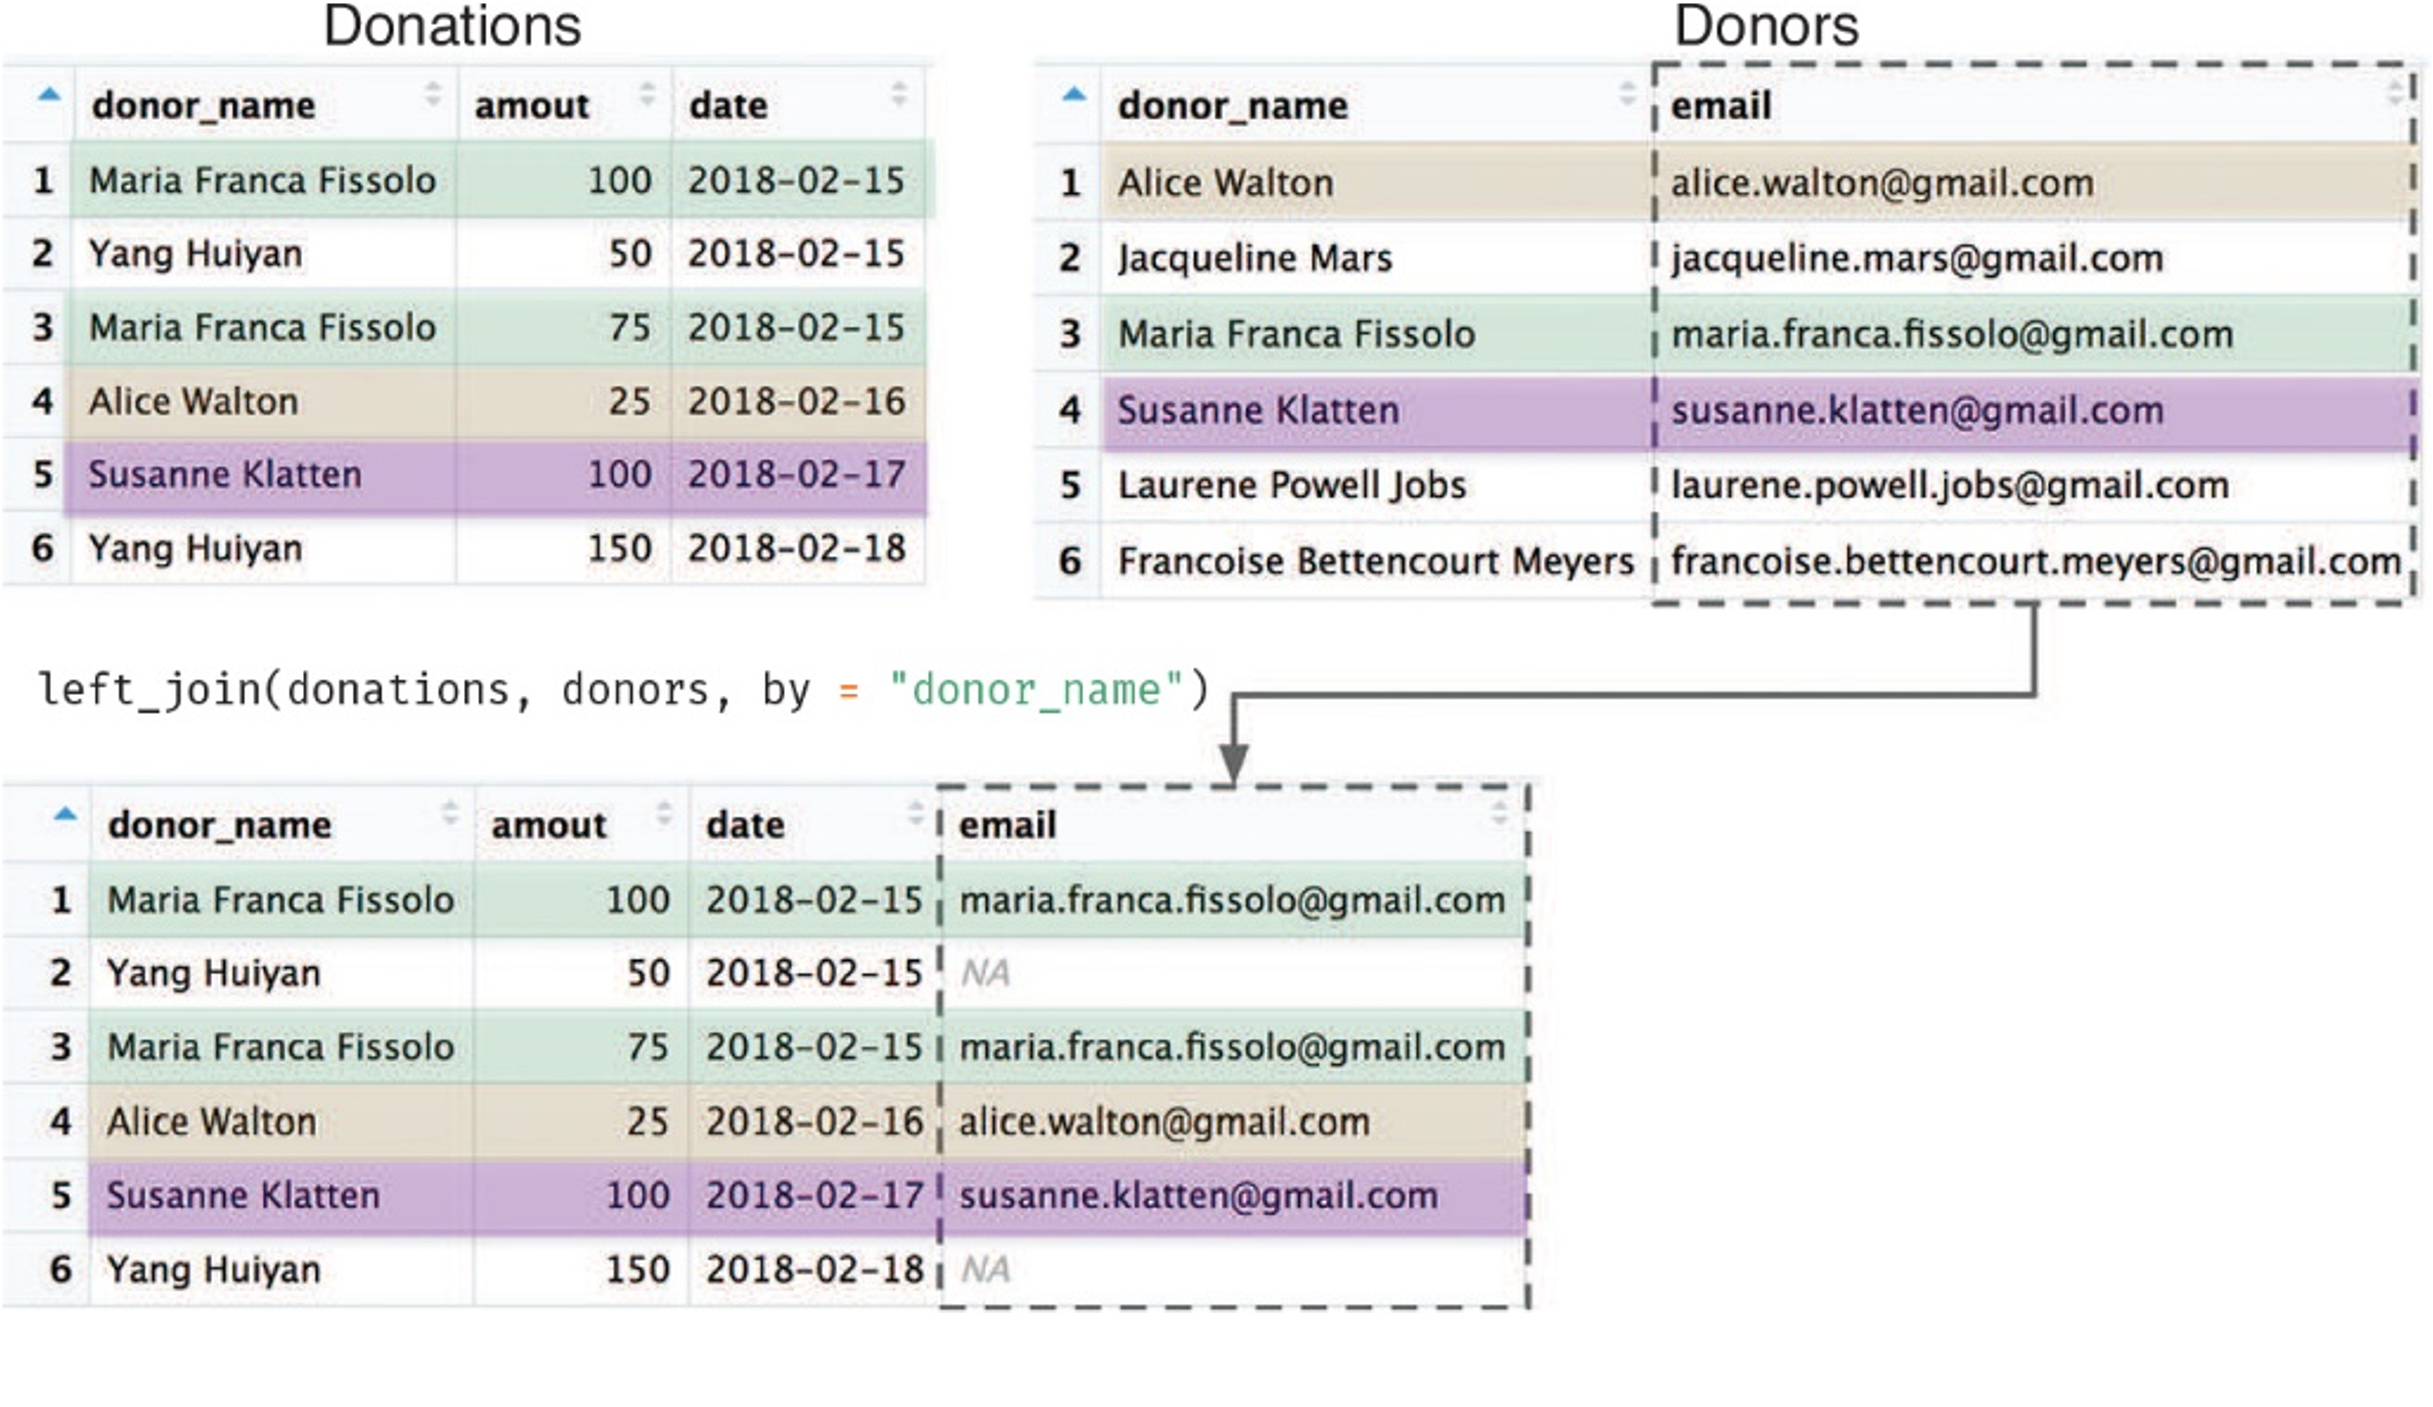 Donations
donor_name amout date
1 Maria Franca Fissolo 100 2018-02-15
2 Yang Huiyan 50 2018-02-15
3 Maria Franca Fissolo 75 2018-02-15
4 Alice Walton 25 2018-02-16
5 Susanne Klatten 100 2018-02-17
6 Yang Huiyan 150 2018-02-18
Donors
donor_name email
1 Alice Walton alice.walton@gmail.com
2 Jacqueline Mars jacqueline.mars@gmail.com
3 Maria Franca Fissolo maria.franca.fissolo@gmail.com
4 Susanne Klatten susanne.klatten@gmail.com
5 Laurene Powell Jobs laurene.powell.jobs@gmail.com
6 Francoise Bettencourt Meyers francoise.bettencourt.meyers@gmail.com
left_join(donations, donors, by = "donor_name")
donor_name amout date email
1 Maria Franca Fissolo 100 2018-02-15 maria.franca.fissolo@gmail.com
2 Yang Huiyan 50 2018-02-15 NA
3 Maria Franca Fissolo 75 2018-02-15 maria.franca.fissolo@gmail.com
4 Alice Walton 25 2018-02-16 alice.walton@gmail.com
5 Susanne Klatten 100 2018-02-17 susanne.klatten@gmail.com
6 Yang Huiyan 150 2018-02-18 NA